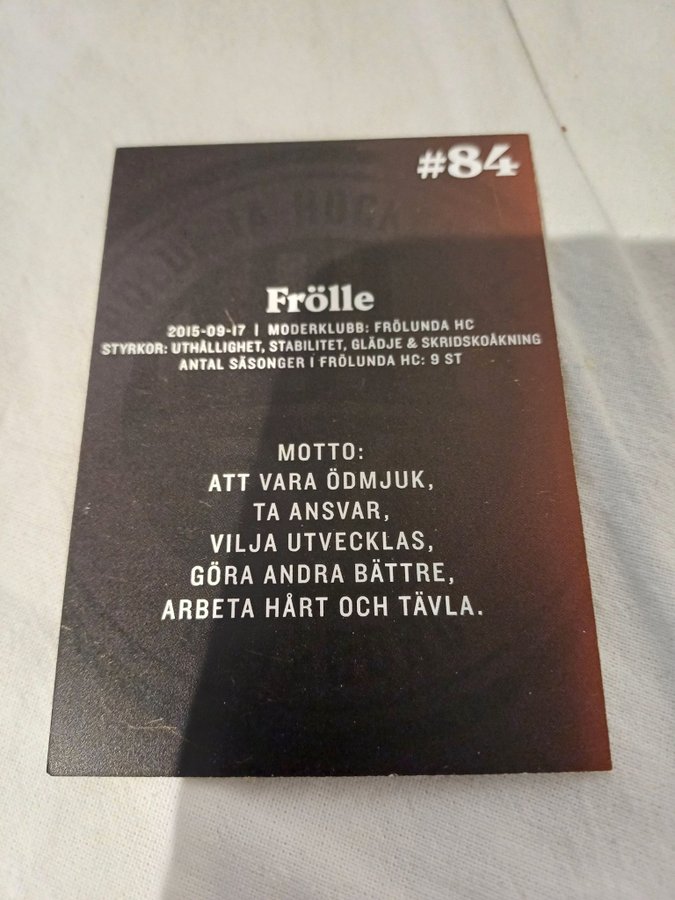 #84
Frölle
2015-09-17 | MODERKLUBB: FRÖLUNDA HC
STYRKOR: UTHÅLLIGHET, STABILITET, GLÄDJE & SKRIDSKOÅKNING
ANTAL SÄSONGER I FRÖLUNDA HC: 9 ST
MOTTO:
ATT VARA ÖDMJUK,
TA ANSVAR,
VILJA UTVECKLAS,
GÖRA ANDRA BÄTTRE,
ARBETA HÅRT OCH TÄVLA.